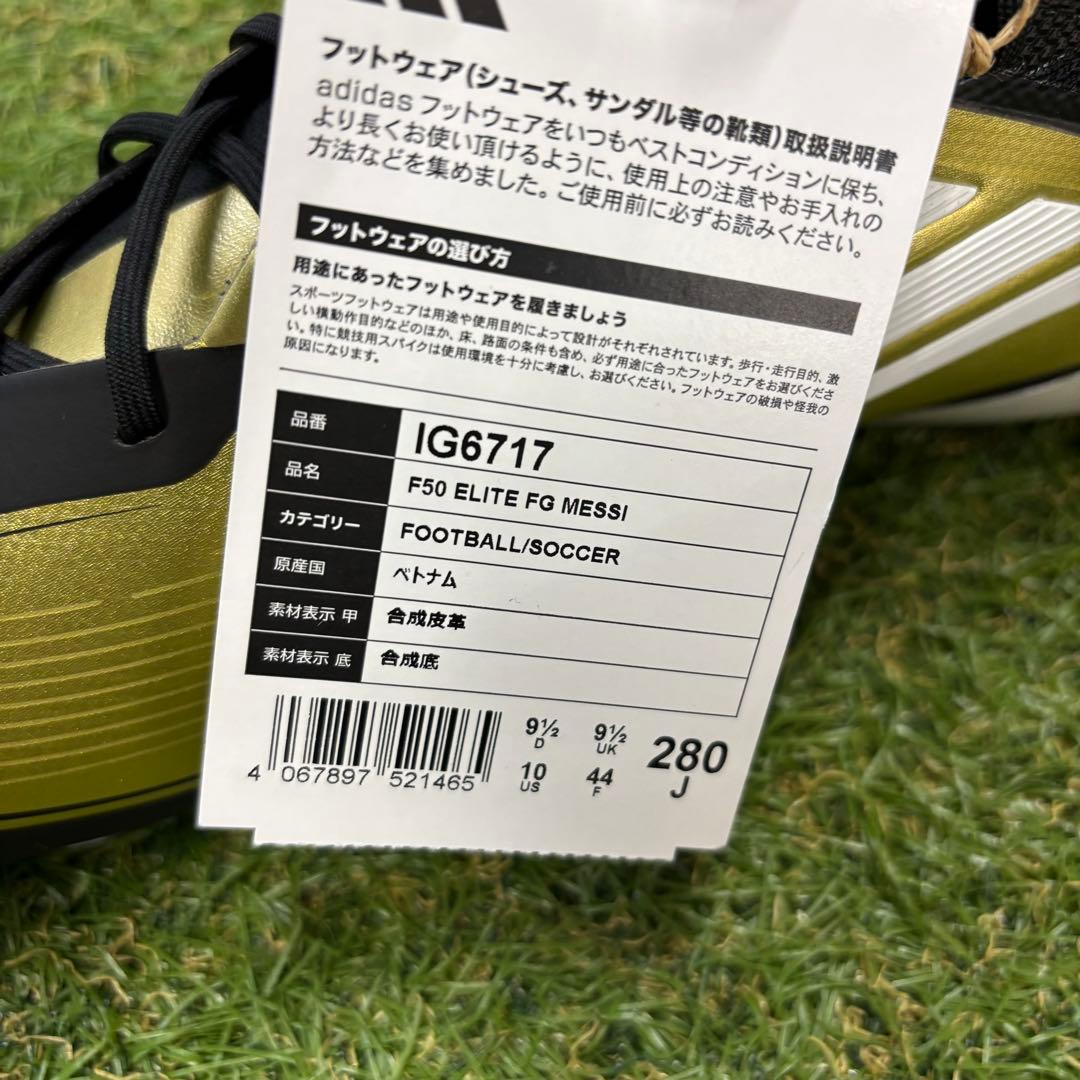 フットウェア(シューズ、サンダル等の靴類)取扱説明書
adidas フットウェアをいつもベストコンディションに保ち、
より長くお使い頂けるように、使用上の注意やお手入れの
方法などを集めました。ご使用前に必ずお読みください。
フットウェアの選び方
用途にあったフットウェアを履きましょう
スポーツフットウェアは用途や使用目的によって設計がそれぞれされています。歩行・走行目的、激
しい横動作目的などのほか、床、路面の条件も含め、必ず用途に合ったフットウェアをお選びくださ
い。特に競技用スパイクは使用環境を十分に考慮し、お選びください。フットウェアの破損や怪我の
原因になります。
品番 IG6717
品名 F50 ELITE FG MESSI
カテゴリー FOOTBALL/SOCCER
原産国 ベトナム
素材表示 甲 合成皮革
素材表示 底 合成底
9½ D 9½ UK 280 J
10 US 44 F
4 067897 521465